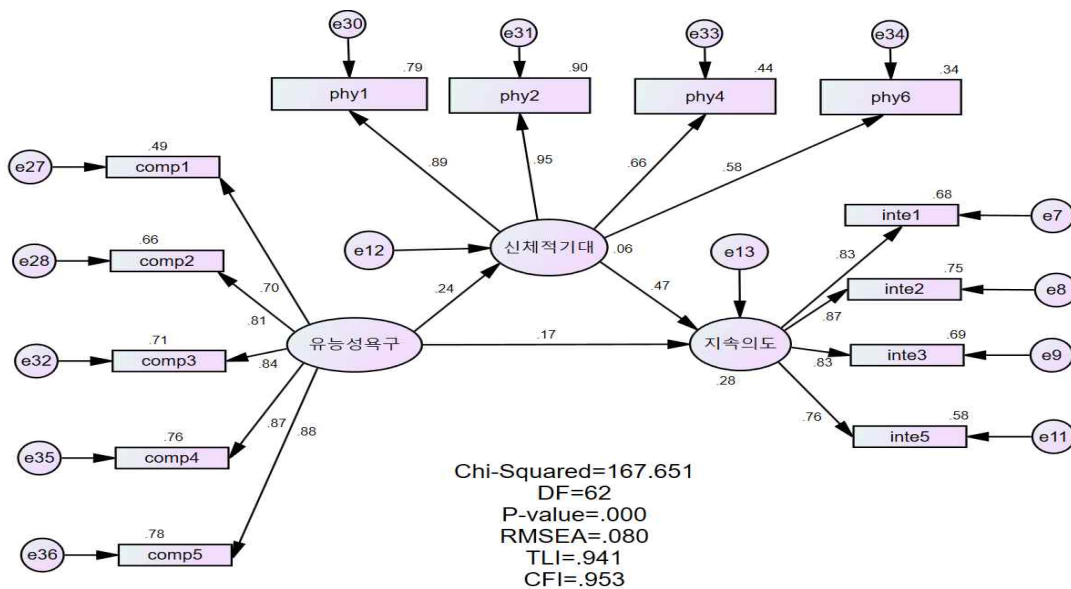 e30
e31
e33
e34
.79
.90
.44
.34
phy1
phy2
phy4
phy6
.49
e27
comp1
.89
.95
.66
.58
.68
inte1
e7
.66
e28
comp2
e12
신체적기대
.06
e13
.83
.75
inte2
e8
.70
.24
.47
.87
.81
.71
유능성욕구
.17
지속의도
.69
e32
comp3
.84
inte3
e9
.83
.28
.76
.58
.87
.88
inte5
e11
.76
e35
comp4
Chi-Squared=167.651
DF=62
P-value=.000
RMSEA=.080
TLI=.941
CFI=.953
.78
e36
comp5